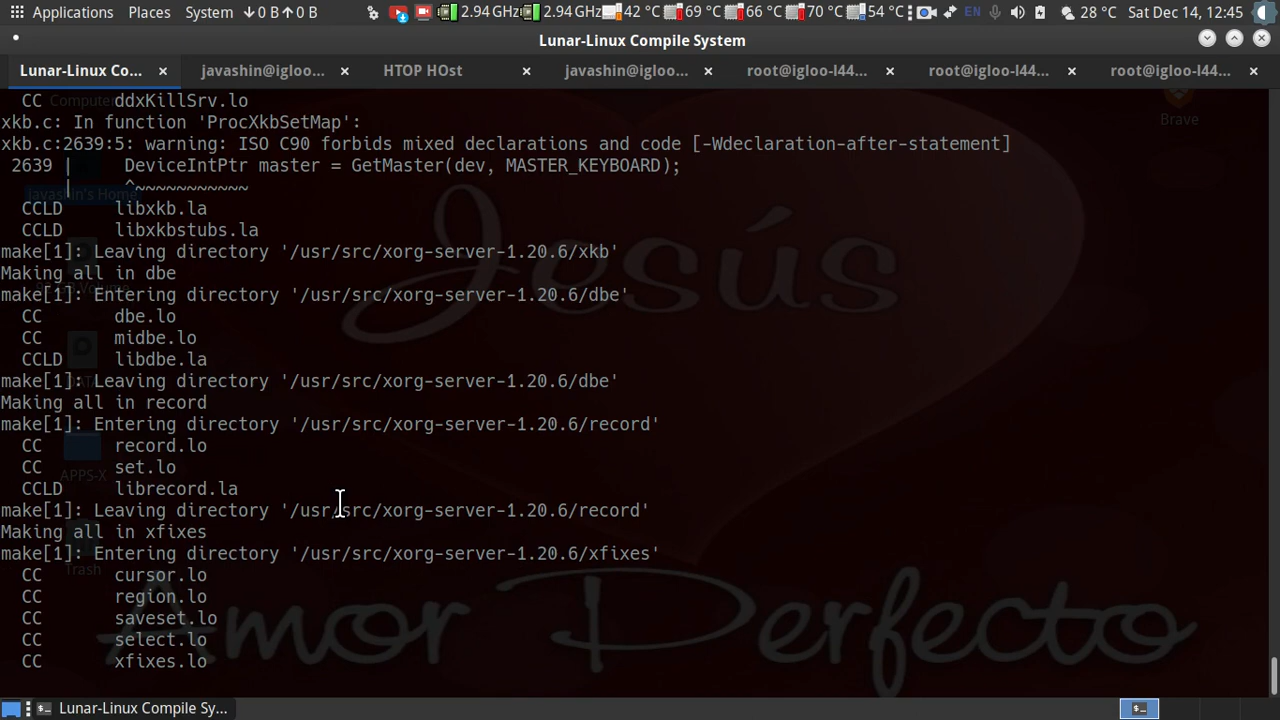 Applications Places System 0 B 0 B 2.94 GHz 2.94 GHz 42 °C 69 °C 66 °C 70 °C 54 °C EN 28 °C Sat Dec 14, 12:45
Lunar-Linux Compile System
Lunar-Linux Co... javashin@igloo... HTOP HOst javashin@igloo... root@igloo-l44... root@igloo-l44... root@igloo-l44...
CC ddxKillSrv.lo
xkb.c: In function 'ProcXkbSetMap':
xkb.c:2639:5: warning: ISO C90 forbids mixed declarations and code [-Wdeclaration-after-statement]
2639 | DeviceIntPtr master = GetMaster(dev, MASTER_KEYBOARD);
| ^~~~~~~~~~~~
CCLD libxkb.la
CCLD libxkbstubs.la
make[1]: Leaving directory '/usr/src/xorg-server-1.20.6/xkb'
Making all in dbe
make[1]: Entering directory '/usr/src/xorg-server-1.20.6/dbe'
CC dbe.lo
CC midbe.lo
CCLD libdbe.la
make[1]: Leaving directory '/usr/src/xorg-server-1.20.6/dbe'
Making all in record
make[1]: Entering directory '/usr/src/xorg-server-1.20.6/record'
CC record.lo
CC set.lo
CCLD librecord.la
make[1]: Leaving directory '/usr/src/xorg-server-1.20.6/record'
Making all in xfixes
make[1]: Entering directory '/usr/src/xorg-server-1.20.6/xfixes'
CC cursor.lo
CC region.lo
CC saveset.lo
CC select.lo
CC xfixes.lo
Computer
javashin's Home
Volume
APPS-X
Trash
Brave
Jesús
Amor Perfecto
Lunar-Linux Compile Sy...